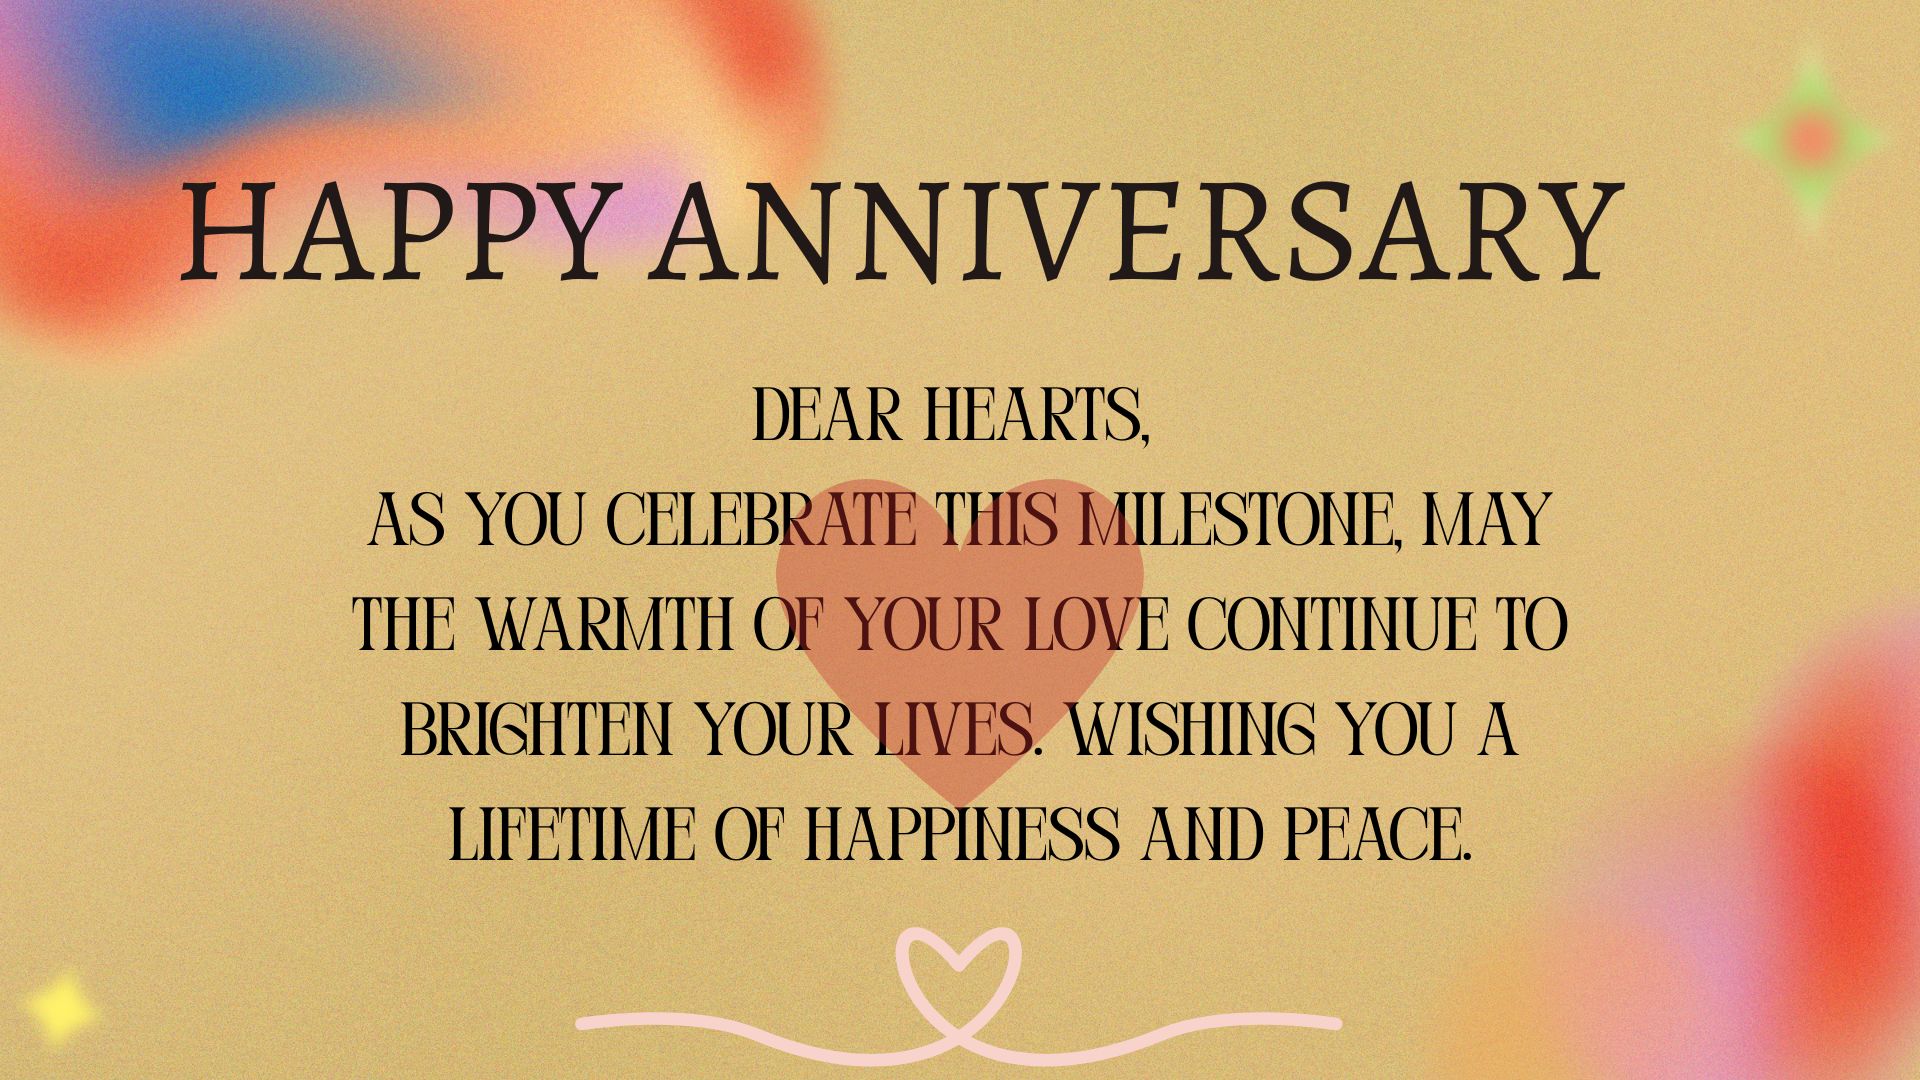 HAPPY ANNIVERSARY
DEAR HEARTS,
AS YOU CELEBRATE THIS MILESTONE, MAY
THE WARMTH OF YOUR LOVE CONTINUE TO
BRIGHTEN YOUR LIVES. WISHING YOU A
LIFETIME OF HAPPINESS AND PEACE.